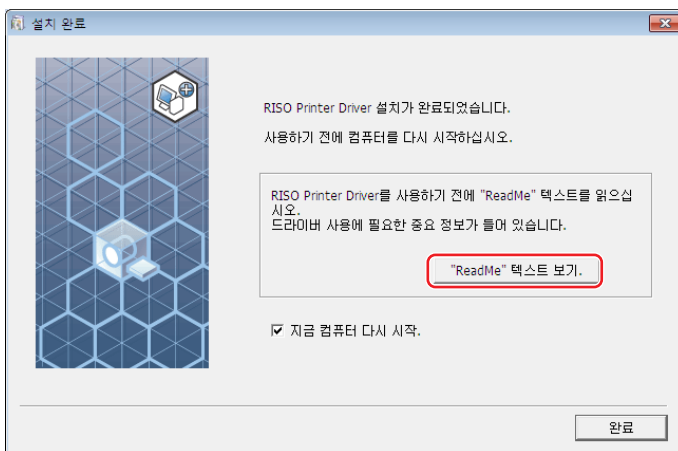 설치 완료
RISO Printer Driver 설치가 완료되었습니다.
사용하기 전에 컴퓨터를 다시 시작하십시오.
RISO Printer Driver를 사용하기 전에 "ReadMe" 텍스트를 읽으십
시오.
드라이버 사용에 필요한 중요 정보가 들어 있습니다.
"ReadMe" 텍스트 보기.
지금 컴퓨터 다시 시작.
완료